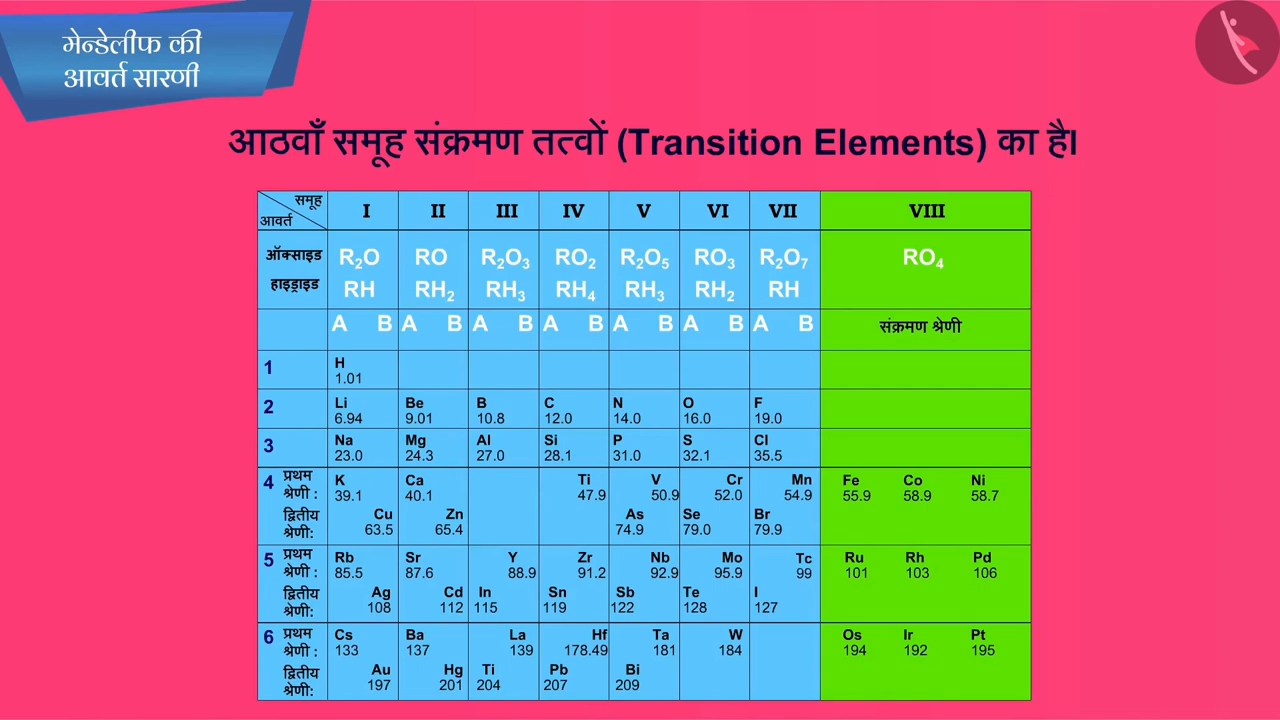 मेन्डेलीफ की
आवर्त सारणी
आठवाँ समूह संक्रमण तत्वों (Transition Elements) का है।
समूह
आवर्त
I II III IV V VI VII VIII
ऑक्साइड R₂O RO R₂O₃ RO₂ R₂O₅ RO₃ R₂O₇ RO₄
हाइड्राइड RH RH₂ RH₃ RH₄ RH₃ RH₂ RH
A B A B A B A B A B A B A B संक्रमण श्रेणी
1 H
1.01
2 Li Be B C N O F
6.94 9.01 10.8 12.0 14.0 16.0 19.0
3 Na Mg Al Si P S Cl
23.0 24.3 27.0 28.1 31.0 32.1 35.5
4 प्रथम K Ca Ti V Cr Mn Fe Co Ni
श्रेणी : 39.1 40.1 47.9 50.9 52.0 54.9 55.9 58.9 58.7
द्वितीय Cu Zn As Se Br
श्रेणी: 63.5 65.4 74.9 79.0 79.9
5 प्रथम Rb Sr Y Zr Nb Mo Tc Ru Rh Pd
श्रेणी : 85.5 87.6 88.9 91.2 92.9 95.9 99 101 103 106
द्वितीय Ag Cd In Sn Sb Te I
श्रेणी: 108 112 115 119 122 128 127
6 प्रथम Cs Ba La Hf Ta W Os Ir Pt
श्रेणी : 133 137 139 178.49 181 184 194 192 195
द्वितीय Au Hg Ti Pb Bi
श्रेणी: 197 201 204 207 209